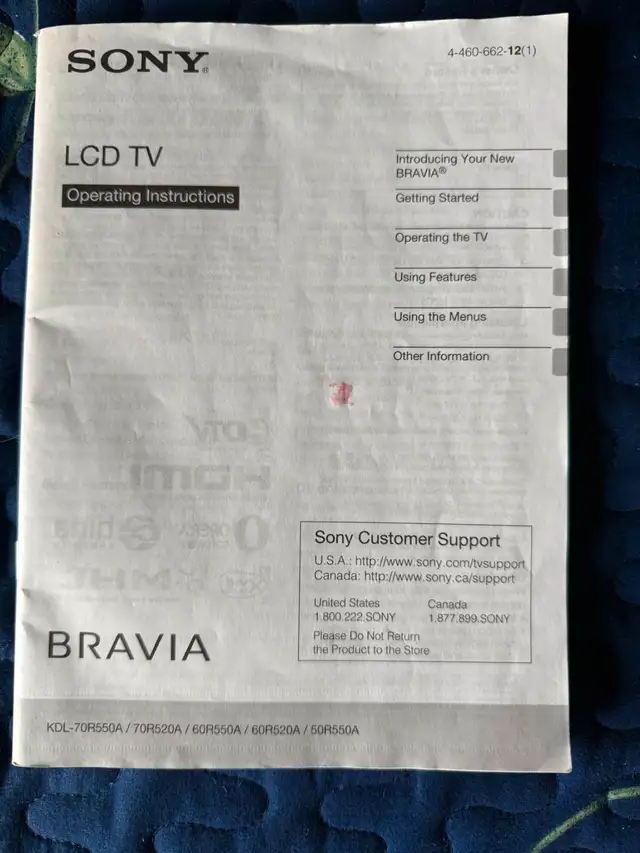 SONY®
4-460-662-12(1)
LCD TV
Operating Instructions
Introducing Your New
BRAVIA®
Getting Started
Operating the TV
Using Features
Using the Menus
Other Information
Sony Customer Support
U.S.A.: http://www.sony.com/tvsupport
Canada: http://www.sony.ca/support
United States
1.800.222.SONY
Canada
1.877.899.SONY
Please Do Not Return
the Product to the Store
BRAVIA
KDL-70R550A / 70R520A / 60R550A / 60R520A / 50R550A